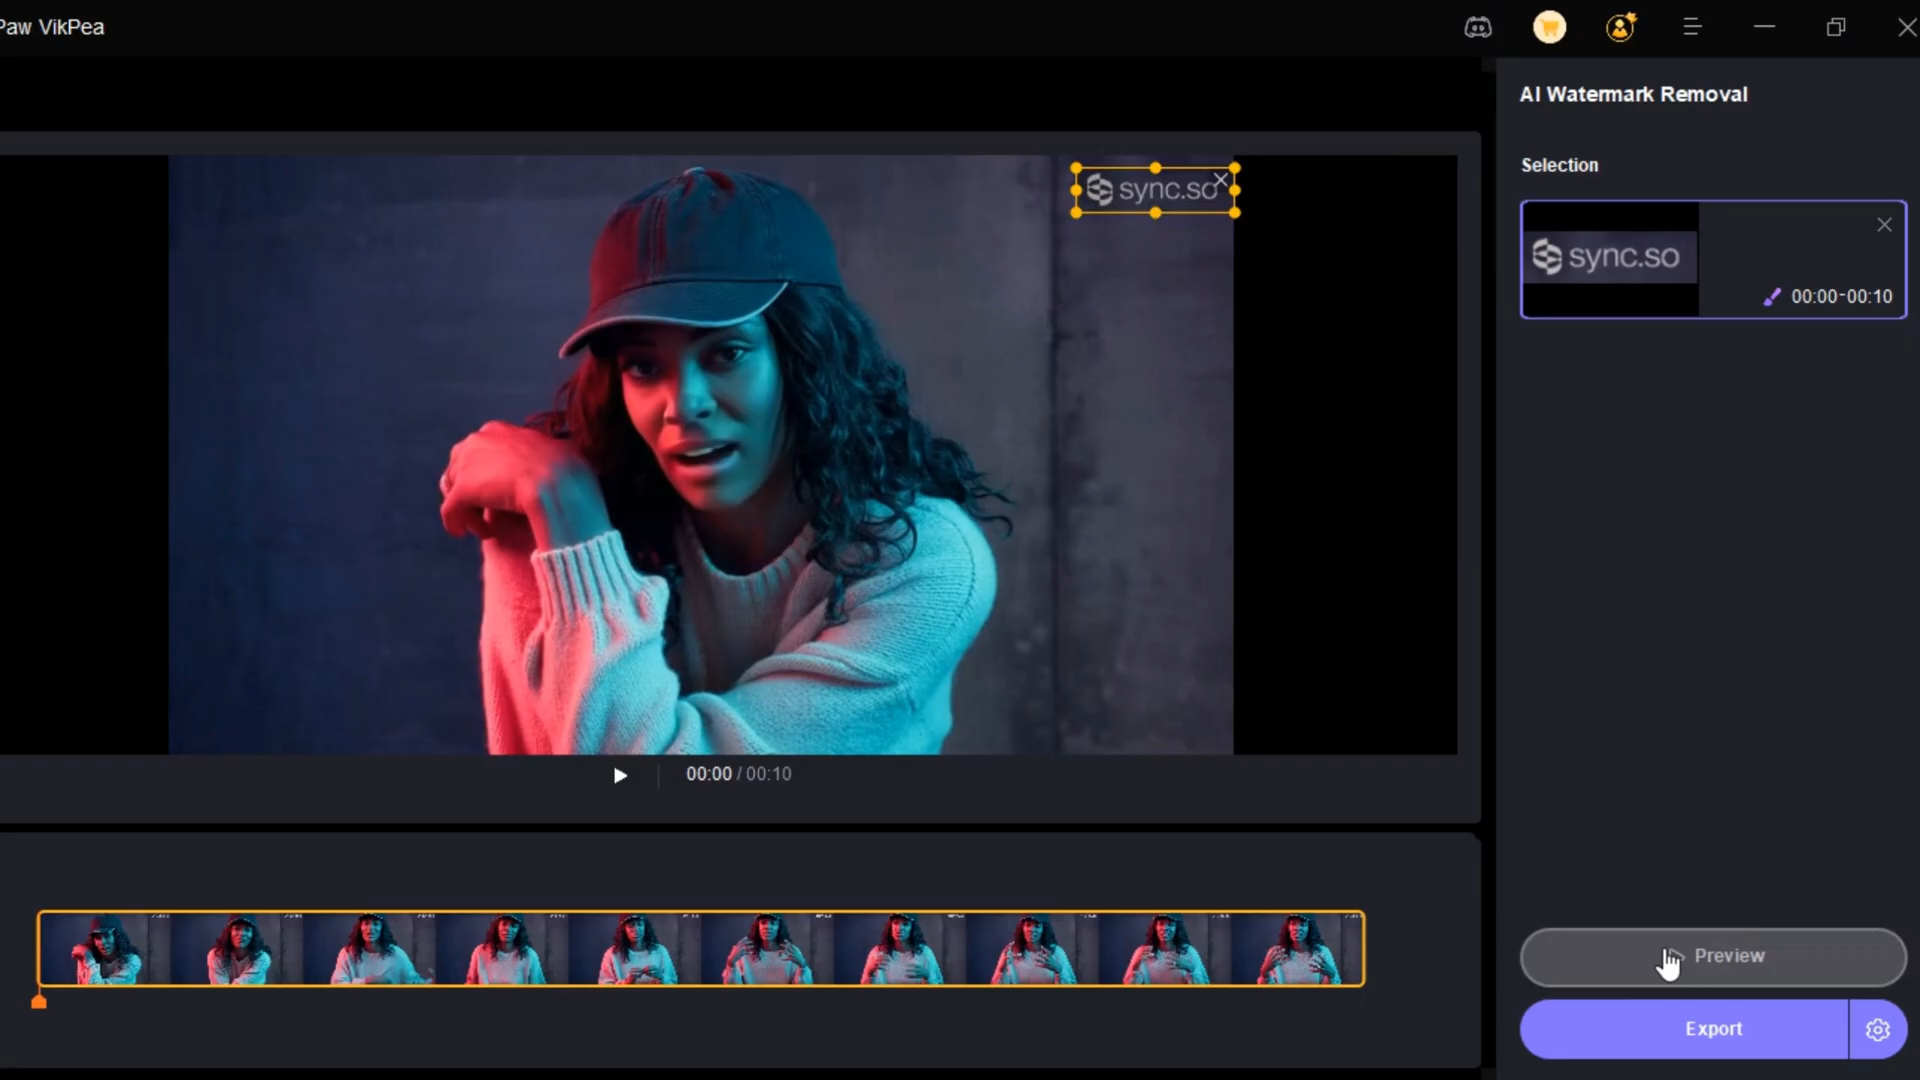 Paw VikPea
AI Watermark Removal
Selection
sync.so
sync.so
00:00-00:10
00:00 / 00:10
Preview
Export